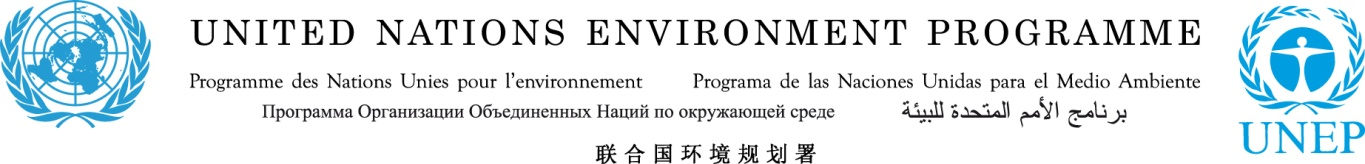 UNITED NATIONS ENVIRONMENT PROGRAMME
Programme des Nations Unies pour l'environnement Programa de las Naciones Unidas para el Medio Ambiente
Программа Организации Объединенных Наций по окружающей среде برنامج الأمم المتحدة للبيئة
联合国环境规划署
UNEP